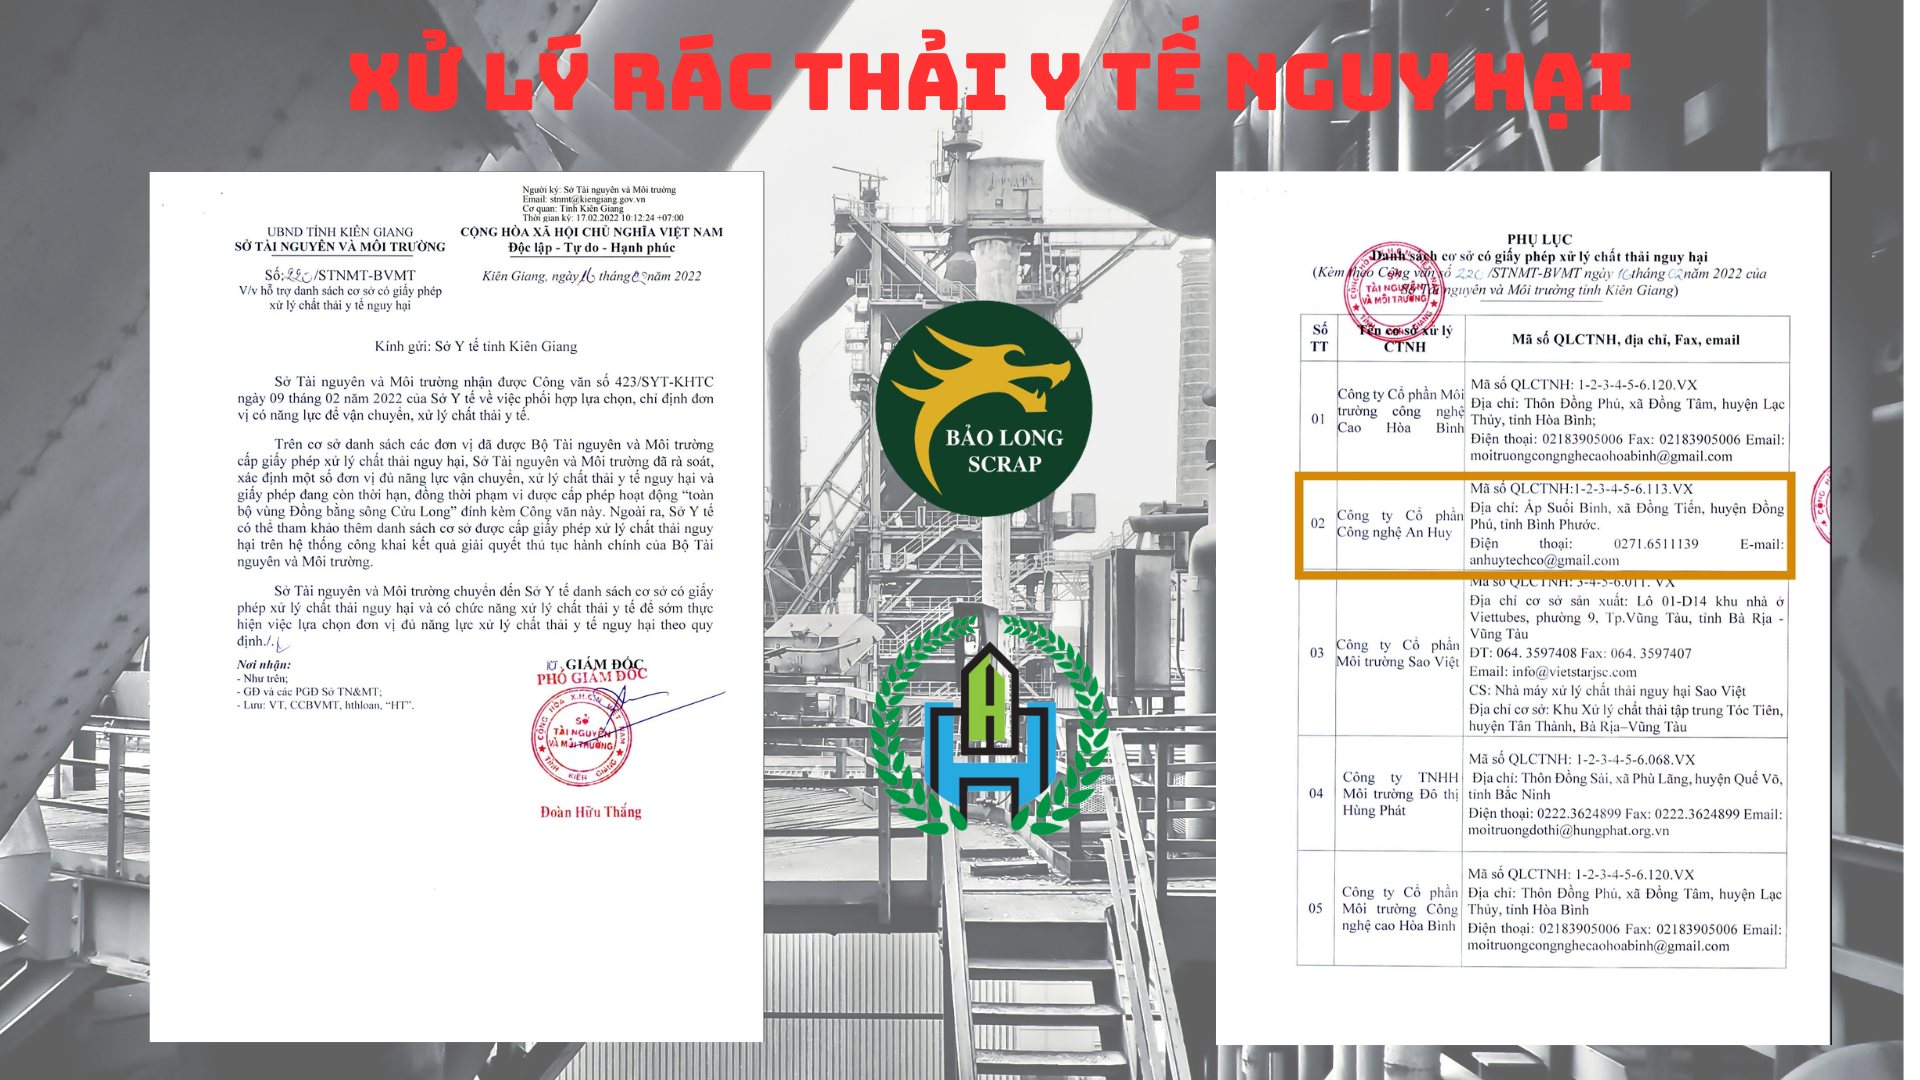 XỬ LÝ RÁC THẢI Y TẾ NGUY HẠI
Người ký: Sở Tài nguyên và Môi trường
Email: stnmt@kiengiang.gov.vn
Cơ quan: Tỉnh Kiên Giang
Thời gian ký: 17.02.2022 10:12:24 +07:00
UBND TỈNH KIÊN GIANG
SỞ TÀI NGUYÊN VÀ MÔI TRƯỜNG
CỘNG HÒA XÃ HỘI CHỦ NGHĨA VIỆT NAM
Độc lập - Tự do - Hạnh phúc
Số: 220 /STNMT-BVMT
Kiên Giang, ngày 16 tháng 02 năm 2022
V/v hỗ trợ danh sách cơ sở có giấy phép
xử lý chất thải y tế nguy hại
Kính gửi: Sở Y tế tỉnh Kiên Giang
Sở Tài nguyên và Môi trường nhận được Công văn số 423/SYT-KHTC
ngày 09 tháng 02 năm 2022 của Sở Y tế về việc phối hợp lựa chọn, chỉ định đơn
vị có năng lực để vận chuyển, xử lý chất thải y tế.
Trên cơ sở danh sách các đơn vị đã được Bộ Tài nguyên và Môi trường
cấp giấy phép xử lý chất thải nguy hại, Sở Tài nguyên và Môi trường đã rà soát,
xác định một số đơn vị đủ năng lực vận chuyển, xử lý chất thải y tế nguy hại và
giấy phép đang còn thời hạn, đồng thời phạm vi được cấp phép hoạt động “toàn
bộ vùng Đồng bằng sông Cửu Long” đính kèm Công văn này. Ngoài ra, Sở Y tế
có thể tham khảo thêm danh sách cơ sở được cấp giấy phép xử lý chất thải nguy
hại trên hệ thống công khai kết quả giải quyết thủ tục hành chính của Bộ Tài
nguyên và Môi trường.
Sở Tài nguyên và Môi trường chuyển đến Sở Y tế danh sách cơ sở có giấy
phép xử lý chất thải nguy hại và có chức năng xử lý chất thải y tế để sớm thực
hiện việc lựa chọn đơn vị đủ năng lực xử lý chất thải y tế nguy hại theo quy
định./.
Nơi nhận:
- Như trên;
- GĐ và các PGĐ Sở TN&MT;
- Lưu: VT, CCBVMT, hthloan, “HT”.
GIÁM ĐỐC
PHÓ GIÁM ĐỐC
CỘNG HÒA X.H.C.N VIỆT NAM
SỞ
TÀI NGUYÊN
VÀ MÔI TRƯỜNG
TỈNH KIÊN GIANG
Đoàn Hữu Thắng
BẢO LONG
SCRAP
PHỤ LỤC
Danh sách cơ sở có giấy phép xử lý chất thải nguy hại
(Kèm theo Công văn số 220 /STNMT-BVMT ngày 16 tháng 02 năm 2022 của
Sở Tài nguyên và Môi trường tỉnh Kiên Giang)
TÀI NGUYÊN
VÀ MÔI TRƯỜNG
Số TT
Tên cơ sở xử lý CTNH
Mã số QLCTNH, địa chỉ, Fax, email
01
Công ty Cổ phần Môi
trường công nghệ
Cao Hòa Bình
Mã số QLCTNH: 1-2-3-4-5-6.120.VX
Địa chỉ: Thôn Đồng Phú, xã Đồng Tâm, huyện Lạc
Thủy, tỉnh Hòa Bình;
Điện thoại: 02183905006 Fax: 02183905006 Email:
moitruongcongnghecaohoabinh@gmail.com
02
Công ty Cổ phần
Công nghệ An Huy
Mã số QLCTNH:1-2-3-4-5-6.113.VX
Địa chỉ: Ấp Suối Binh, xã Đồng Tiến, huyện Đồng
Phú, tỉnh Bình Phước.
Điện thoại: 0271.6511139 E-mail:
anhuytechco@gmail.com
03
Công ty Cổ phần
Môi trường Sao Việt
Mã số QLCTNH: 3-4-5-6.011. VX
Địa chỉ cơ sở sản xuất: Lô 01-D14 khu nhà ở
Viettubes, phường 9, Tp.Vũng Tàu, tỉnh Bà Rịa -
Vũng Tàu
ĐT: 064. 3597408 Fax: 064. 3597407
Email: info@vietstarjsc.com
CS: Nhà máy xử lý chất thải nguy hại Sao Việt
Địa chỉ cơ sở: Khu Xử lý chất thải tập trung Tóc Tiên,
huyện Tân Thành, Bà Rịa–Vũng Tàu
04
Công ty TNHH
Môi trường Đô thị
Hùng Phát
Mã số QLCTNH: 1-2-3-4-5-6.068.VX
Địa chỉ: Thôn Đồng Sài, xã Phù Lãng, huyện Quế Võ,
tỉnh Bắc Ninh
Điện thoại: 0222.3624899 Fax: 0222.3624899 Email:
moitruongdothi@hungphat.org.vn
05
Công ty Cổ phần
Môi trường Công
nghệ cao Hòa Bình
Mã số QLCTNH: 1-2-3-4-5-6.120.VX
Địa chỉ: Thôn Đồng Phú, xã Đồng Tâm, huyện Lạc
Thủy, tỉnh Hòa Bình
Điện thoại: 02183905006 Fax: 02183905006 Email:
moitruongcongnghecaohoabinh@gmail.com